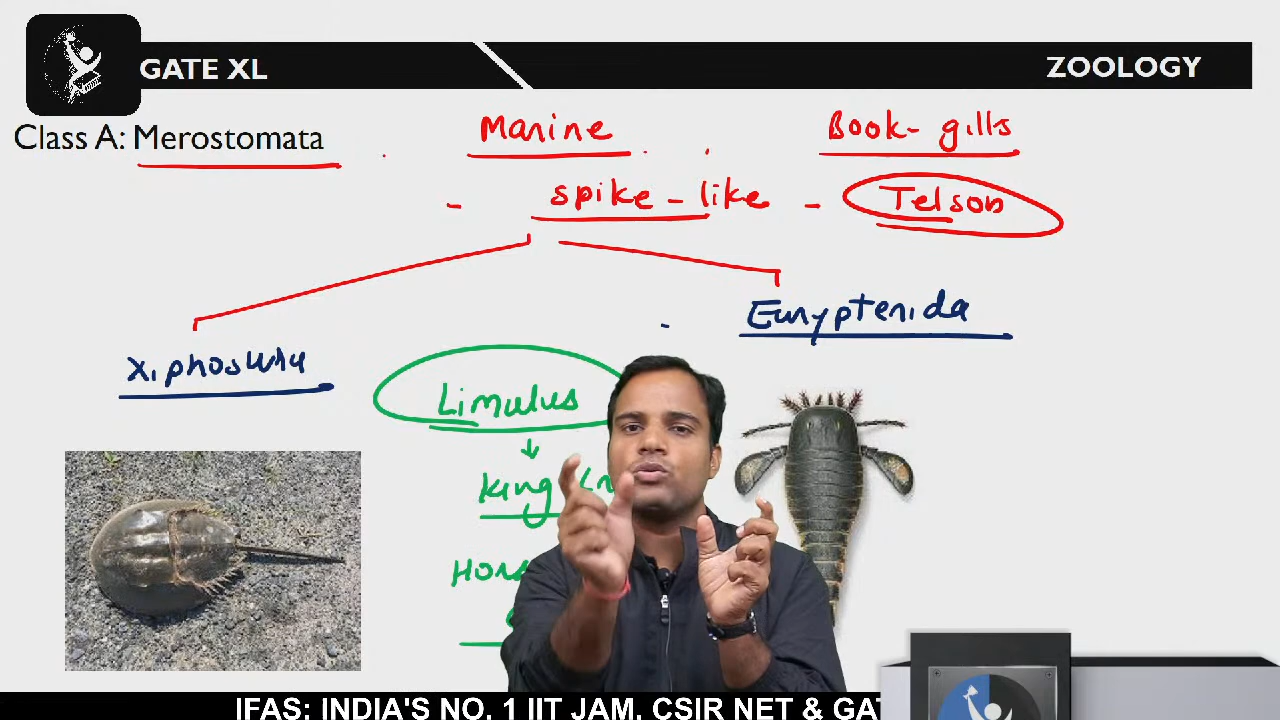 GATE XL
ZOOLOGY
Class A: Merostomata
Marine
Book-gills
- spike-like - Telson
Eurypterida
Xiphosura
Limulus
King
IFAS: INDIA'S NO. 1 IIT JAM, CSIR NET &